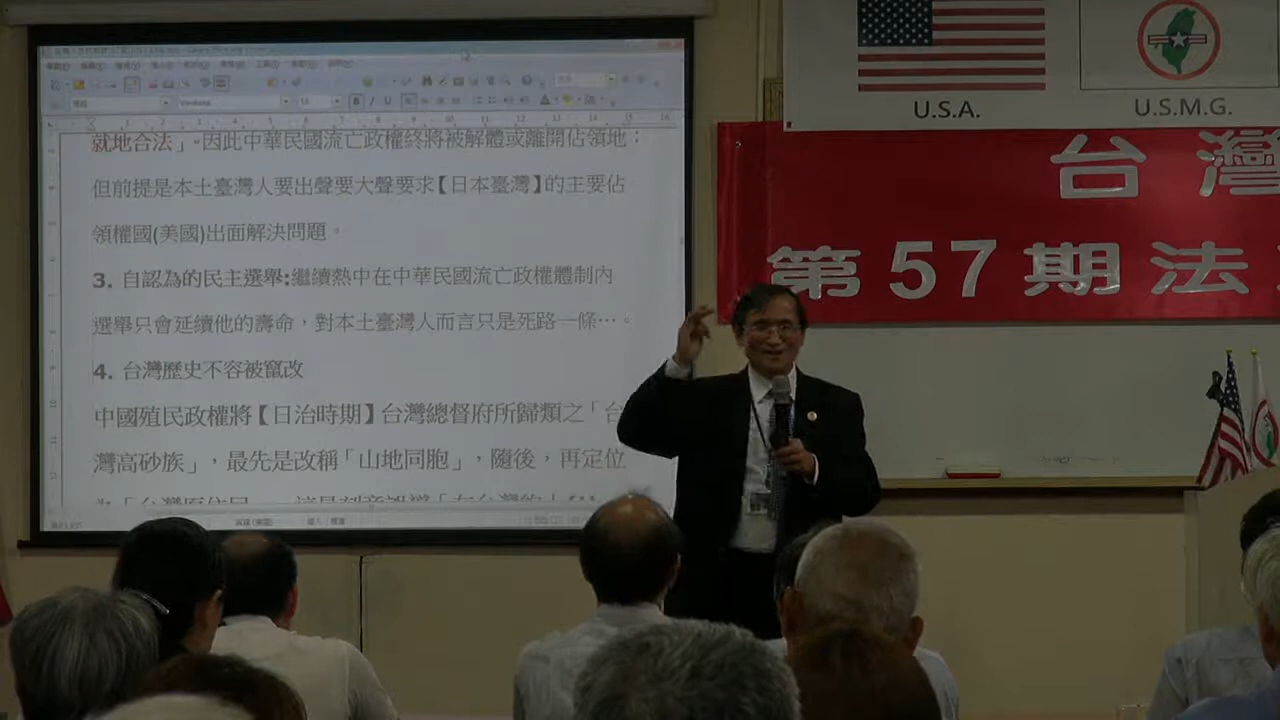 就地合法」。因此中華民國流亡政權終將被解體或離開佔領地；
但前提是本土臺灣人要出聲要大聲要求【日本臺灣】的主要佔
領權國(美國)出面解決問題。
3. 自認為的民主選舉:繼續熱中在中華民國流亡政權體制內
選舉只會延續他的壽命，對本土臺灣人而言只是死路一條…。
4. 台灣歷史不容被竄改
中國殖民政權將【日治時期】台灣總督府所歸類之「台
灣高砂族」，最先是改稱「山地同胞」，隨後，再定位
U.S.A.
U.S.M.G.
台灣
第57期法